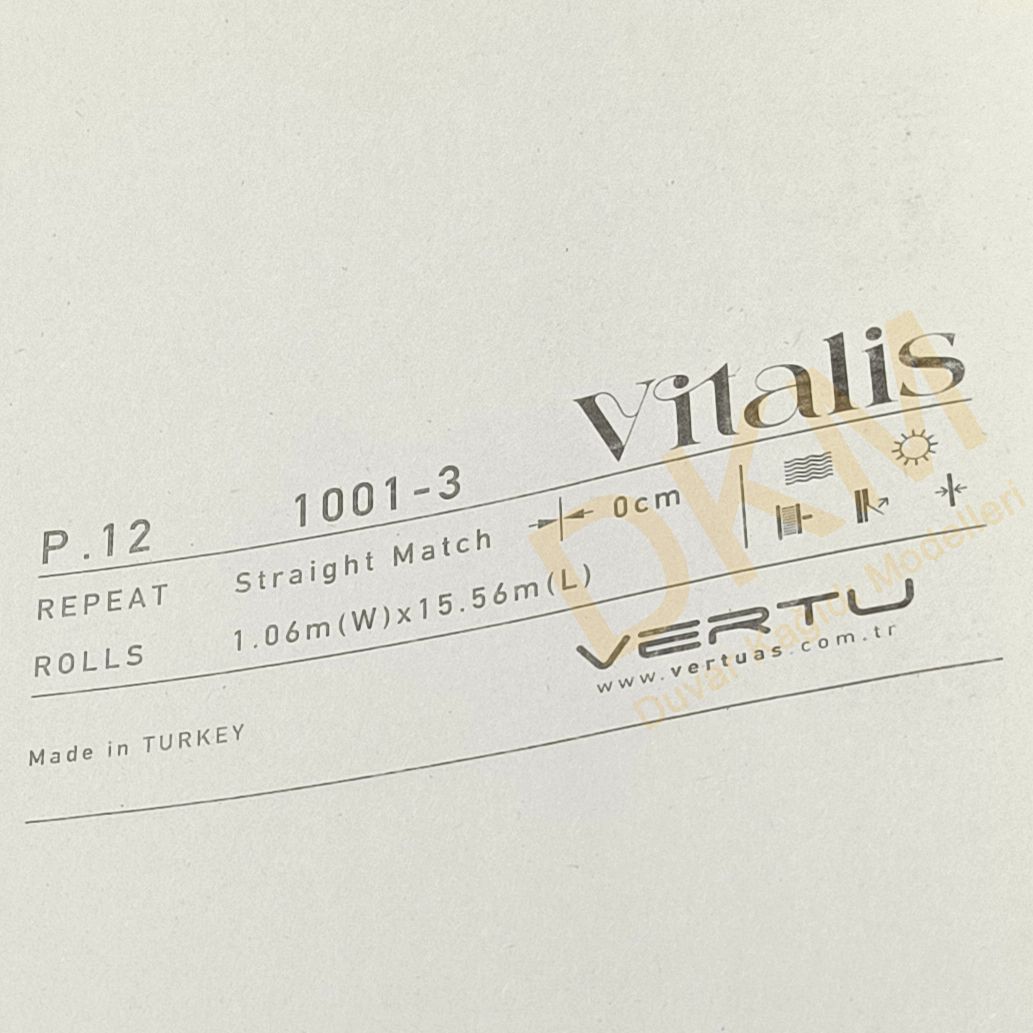 Vitalis
P.12 1001-3
REPEAT Straight Match 0cm
ROLLS 1.06m(W)x15.56m(L)
VERTU
www.vertuas.com.tr
Made in TURKEY
DKM
Duvar Kağıdı Modelleri